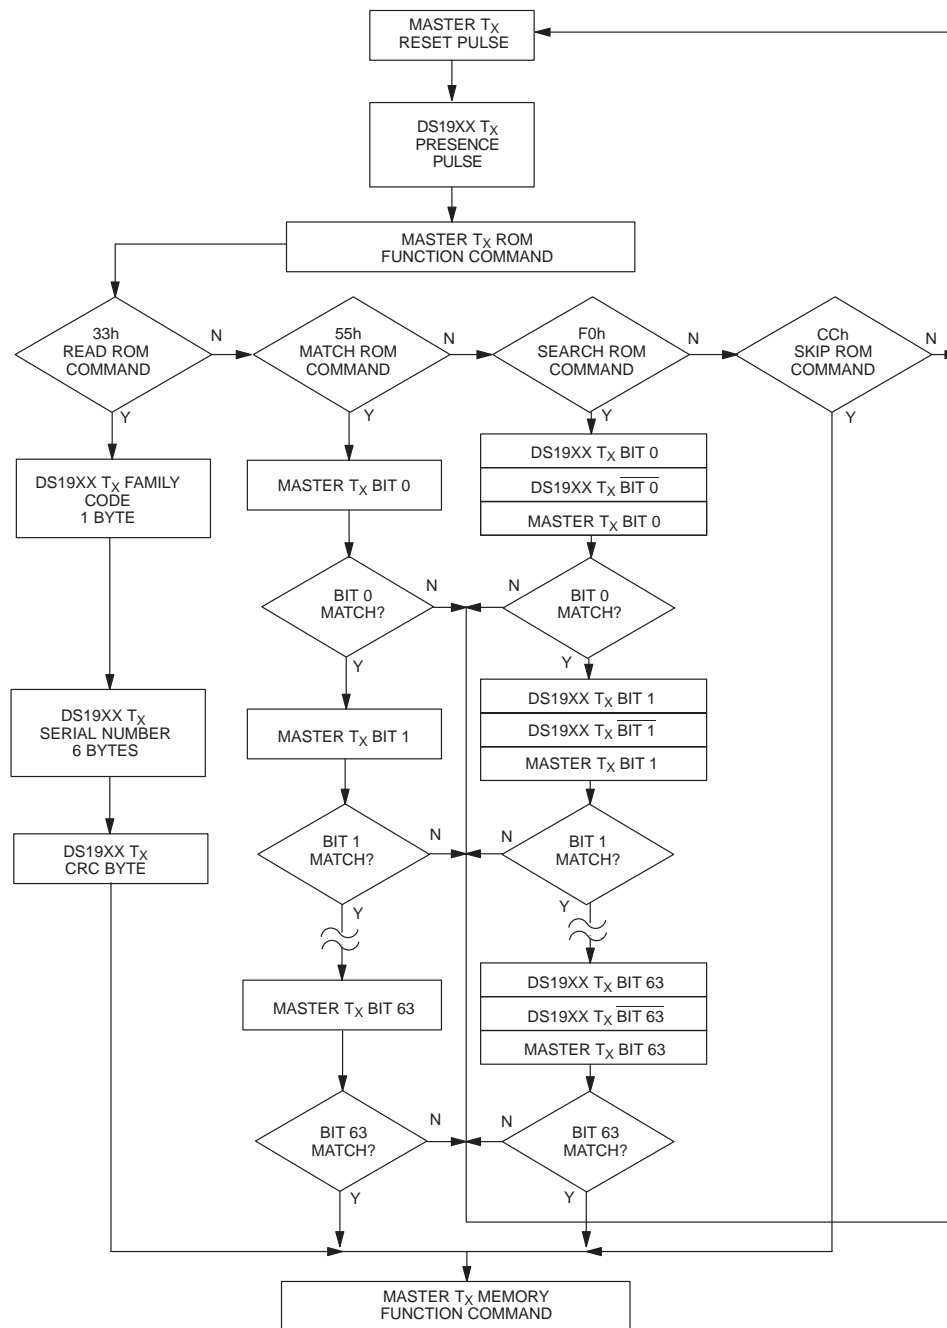 MASTER TX
RESET PULSE
DS19XX TX
PRESENCE
PULSE
MASTER TX ROM
FUNCTION COMMAND
33h
READ ROM
COMMAND
N
Y
55h
MATCH ROM
COMMAND
N
Y
F0h
SEARCH ROM
COMMAND
N
Y
CCh
SKIP ROM
COMMAND
N
Y
DS19XX TX FAMILY
CODE
1 BYTE
DS19XX TX
SERIAL NUMBER
6 BYTES
DS19XX TX
CRC BYTE
MASTER TX BIT 0
BIT 0
MATCH?
N
Y
MASTER TX BIT 1
BIT 1
MATCH?
N
Y
MASTER TX BIT 63
BIT 63
MATCH?
N
Y
DS19XX TX BIT 0
DS19XX TX B̅I̅T̅ ̅0̅
MASTER TX BIT 0
N
BIT 0
MATCH?
Y
DS19XX TX BIT 1
DS19XX TX B̅I̅T̅ ̅1̅
MASTER TX BIT 1
N
BIT 1
MATCH?
Y
DS19XX TX BIT 63
DS19XX TX B̅I̅T̅ ̅6̅3̅
MASTER TX BIT 63
N
BIT 63
MATCH?
Y
MASTER TX MEMORY
FUNCTION COMMAND